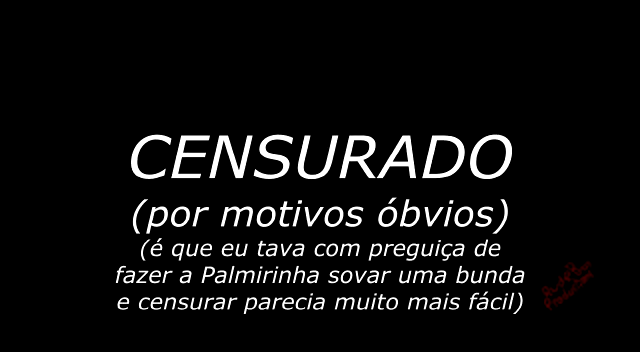 CENSURADO
(por motivos óbvios)
(é que eu tava com preguiça de
fazer a Palmirinha sovar uma bunda
e censurar parecia muito mais fácil)